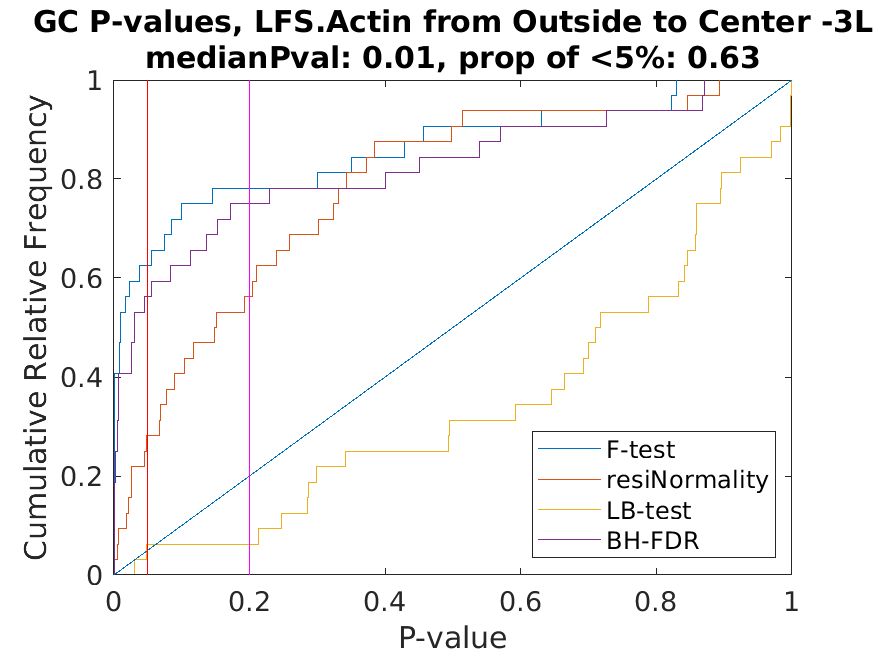 GC P-values, LFS.Actin from Outside to Center -3L
medianPval: 0.01, prop of <5%: 0.63
1
0.8
0.6
0.4
0.2
0
Cumulative Relative Frequency
F-test
resiNormality
LB-test
BH-FDR
0 0.2 0.4 0.6 0.8 1
P-value